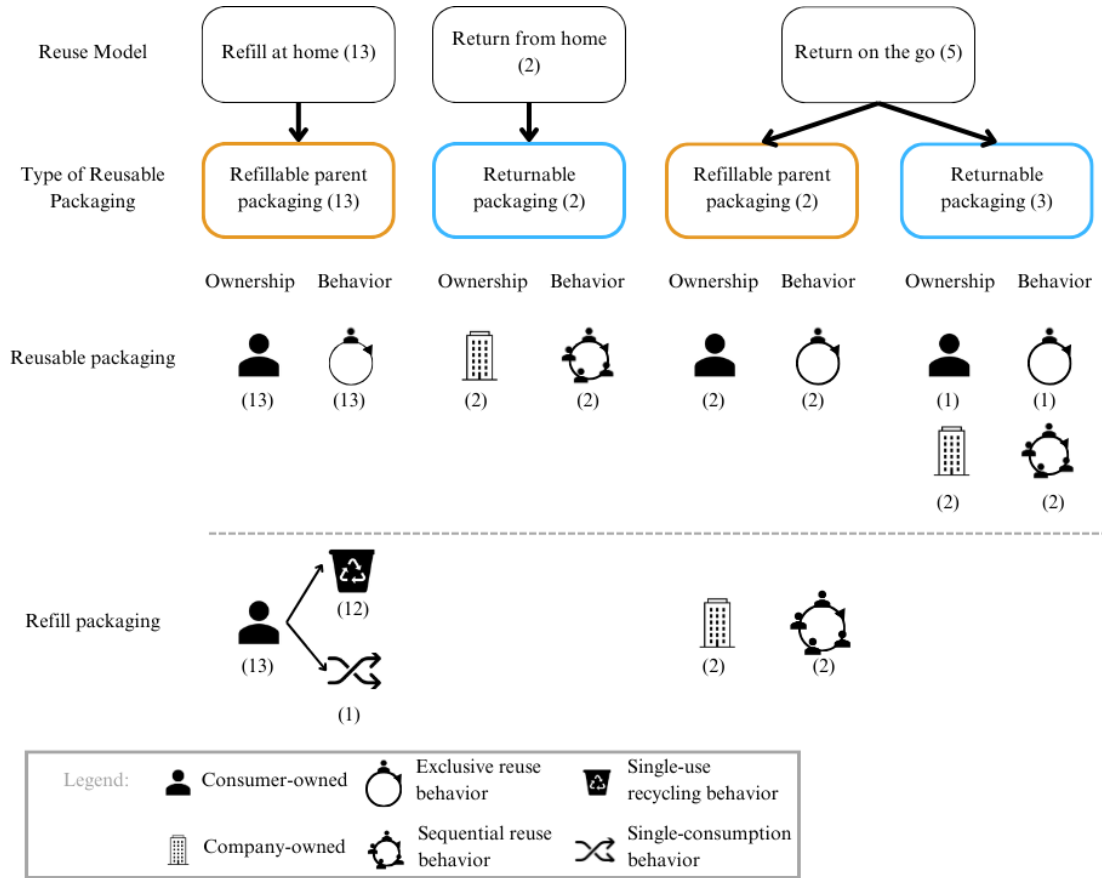 Reuse Model
Refill at home (13)
Return from home
(2)
Return on the go (5)
Type of Reusable
Packaging
Refillable parent
packaging (13)
Returnable
packaging (2)
Refillable parent
packaging (2)
Returnable
packaging (3)
Ownership Behavior Ownership Behavior Ownership Behavior Ownership Behavior
Reusable packaging
(13) (13) (2) (2) (2) (2) (1) (1)
(2) (2)
(12)
Refill packaging
(13) (2) (2)
(1)
Legend:
Consumer-owned
Exclusive reuse
behavior
Single-use
recycling behavior
Company-owned
Sequential reuse
behavior
Single-consumption
behavior